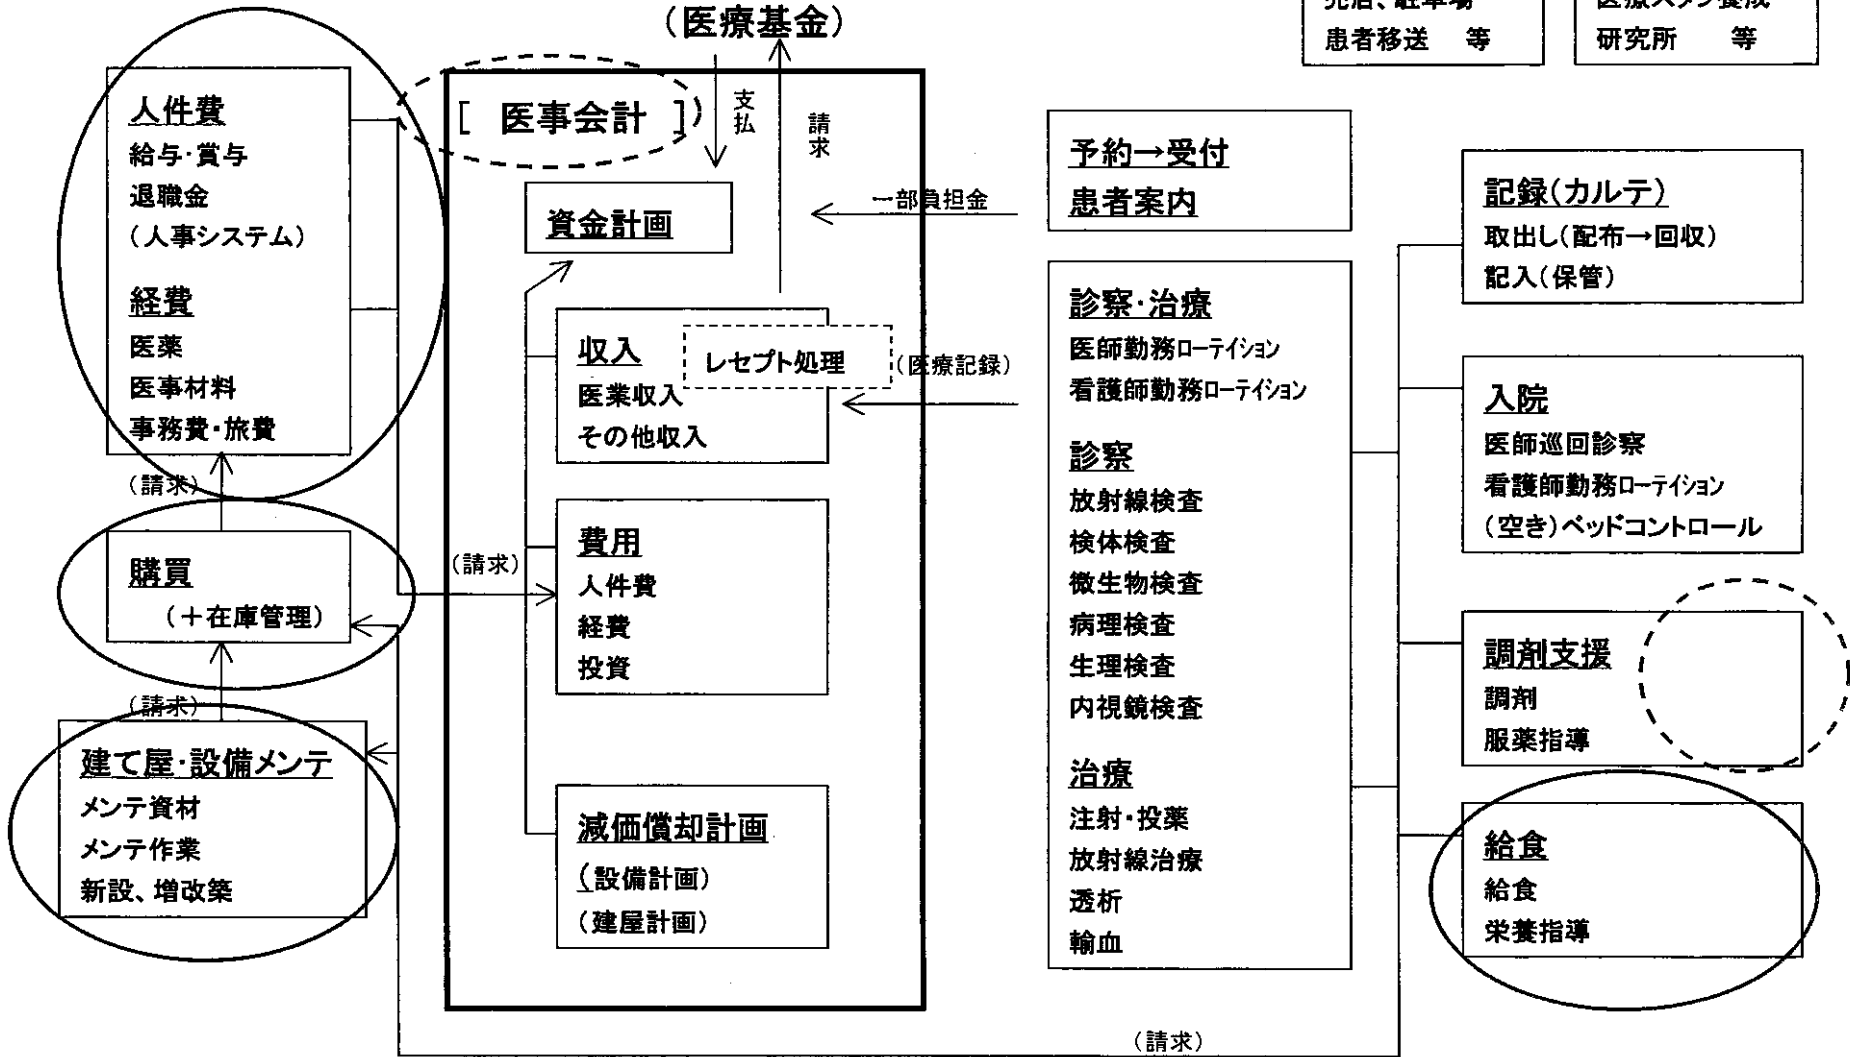 (医療基金)
患者移送 等
研究所 等
人件費
給与・賞与
退職金
(人事システム)
経費
医薬
医事材料
事務費・旅費
(請求)
購買
(+在庫管理)
(請求)
建て屋・設備メンテ
メンテ資材
メンテ作業
新設、増改築
[ 医事会計 ]
支払
請求
資金計画
一部負担金
収入
レセプト処理
(医療記録)
医業収入
その他収入
(請求)
費用
人件費
経費
投資
減価償却計画
(設備計画)
(建屋計画)
予約→受付
患者案内
診察・治療
医師勤務ローテイション
看護師勤務ローテイション
診察
放射線検査
検体検査
微生物検査
病理検査
生理検査
内視鏡検査
治療
注射・投薬
放射線治療
透析
輸血
記録(カルテ)
取出し(配布→回収)
記入(保管)
入院
医師巡回診察
看護師勤務ローテイション
(空き)ベッドコントロール
調剤支援
調剤
服薬指導
給食
給食
栄養指導
(請求)